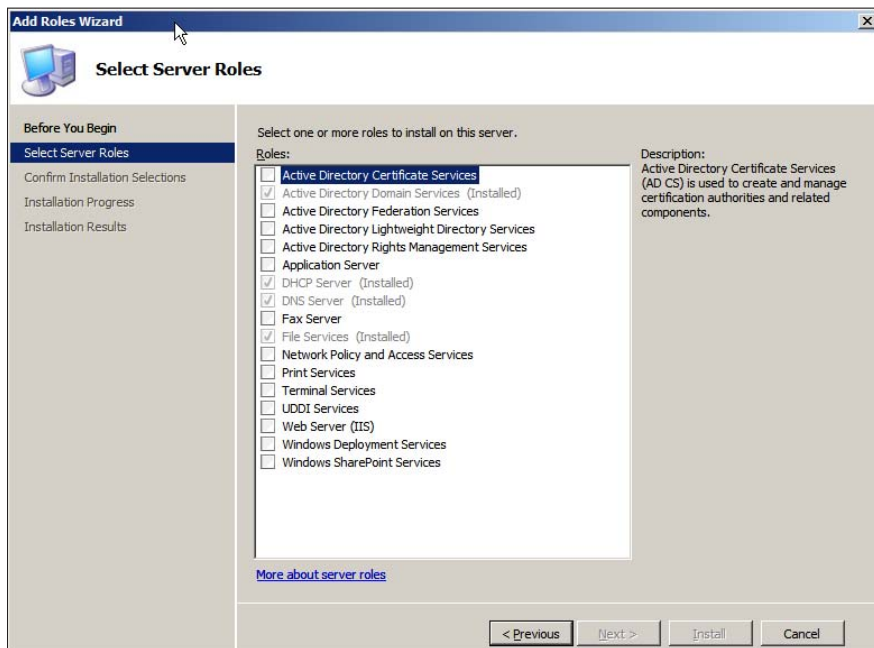 Add Roles Wizard
Select Server Roles
Before You Begin
Select Server Roles
Confirm Installation Selections
Installation Progress
Installation Results
Select one or more roles to install on this server.
Roles:
Active Directory Certificate Services
Active Directory Domain Services (Installed)
Active Directory Federation Services
Active Directory Lightweight Directory Services
Active Directory Rights Management Services
Application Server
DHCP Server (Installed)
DNS Server (Installed)
Fax Server
File Services (Installed)
Network Policy and Access Services
Print Services
Terminal Services
UDDI Services
Web Server (IIS)
Windows Deployment Services
Windows SharePoint Services
More about server roles
Description:
Active Directory Certificate Services
(AD CS) is used to create and manage
certification authorities and related
components.
< Previous
Next >
Install
Cancel